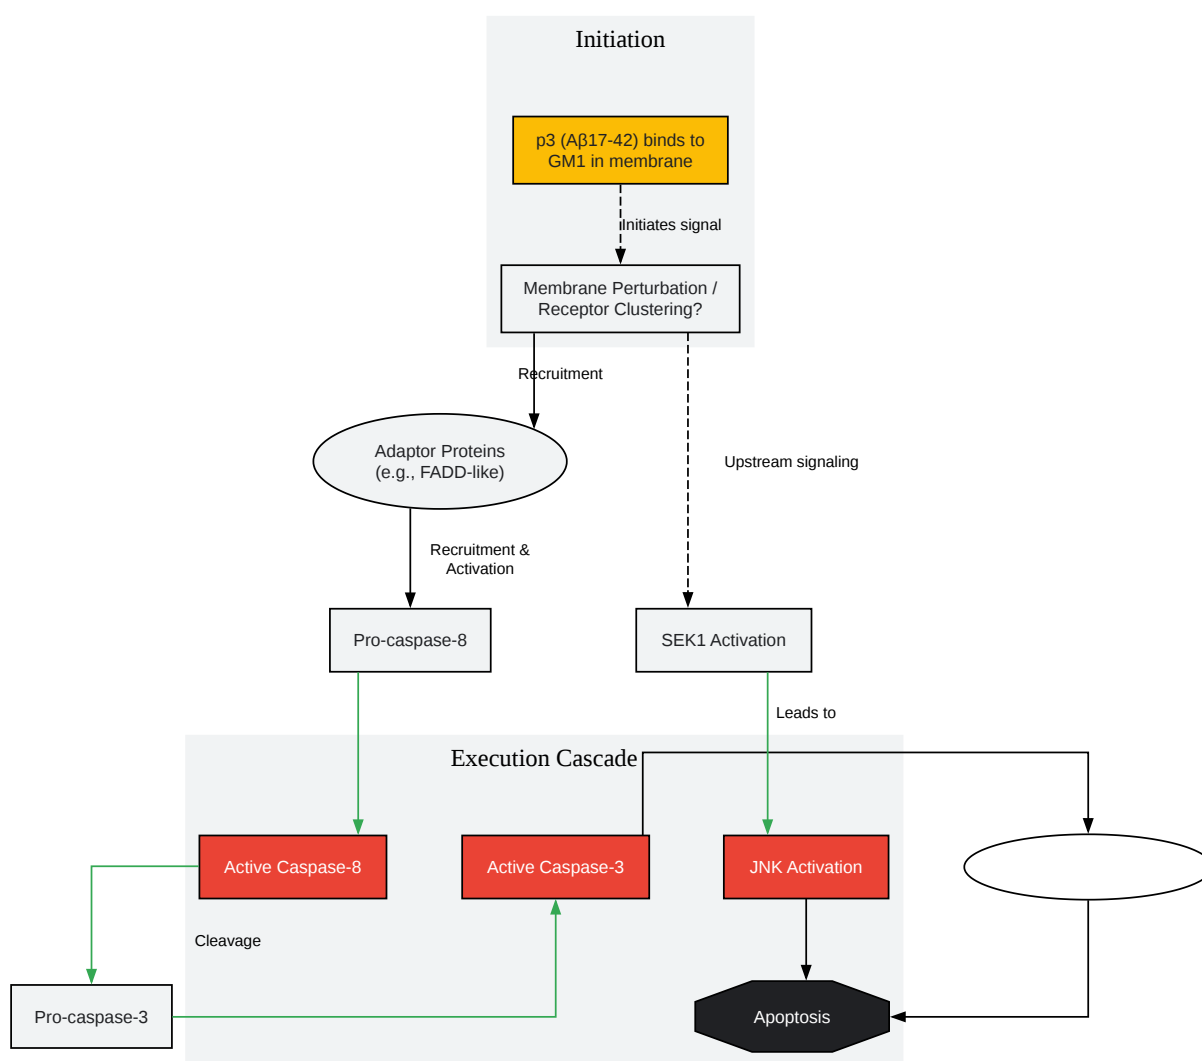 Initiation
p3 (Aβ17-42) binds to
GM1 in membrane
Initiates signal
Membrane Perturbation /
Receptor Clustering?
Recruitment
Adaptor Proteins
(e.g., FADD-like)
Upstream signaling
Recruitment &
Activation
Pro-caspase-8
SEK1 Activation
Leads to
Execution Cascade
Active Caspase-8
Active Caspase-3
JNK Activation
Cleavage
Pro-caspase-3
Apoptosis